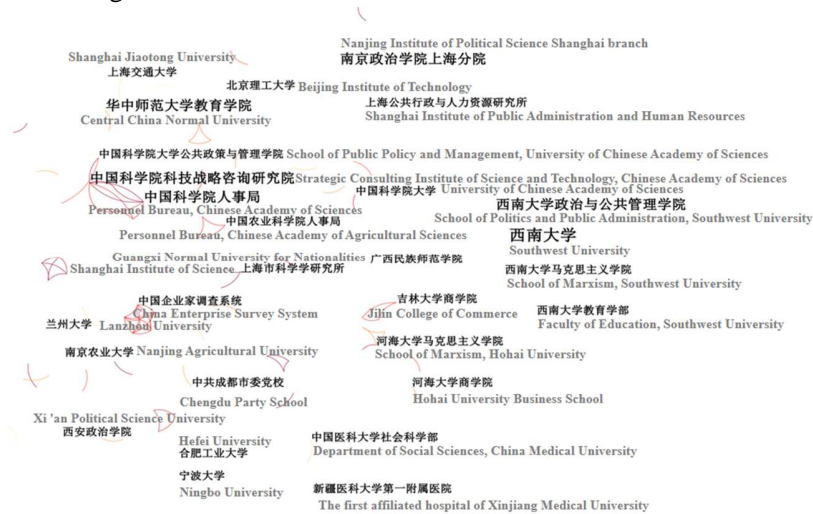 Nanjing Institute of Political Science Shanghai branch
南京政治学院上海分院
Shanghai Jiaotong University
上海交通大学
北京理工大学 Beijing Institute of Technology
华中师范大学教育学院
Central China Normal University
上海公共行政与人力资源研究所
Shanghai Institute of Public Administration and Human Resources
中国科学院大学公共政策与管理学院 School of Public Policy and Management, University of Chinese Academy of Sciences
中国科学院科技战略咨询研究院 Strategic Consulting Institute of Science and Technology, Chinese Academy of Sciences
中国科学院大学 University of Chinese Academy of Sciences
中国科学院人事局
Personnel Bureau, Chinese Academy of Sciences
西南大学政治与公共管理学院
School of Politics and Public Administration, Southwest University
中国农业科学院人事局
Personnel Bureau, Chinese Academy of Agricultural Sciences
西南大学
Southwest University
Guangxi Normal University for Nationalities 广西民族师范学院
Shanghai Institute of Science 上海市科学学研究所
西南大学马克思主义学院
School of Marxism, Southwest University
中国企业家调查系统
China Enterprise Survey System
吉林大学商学院
Jilin College of Commerce
西南大学教育学部
Faculty of Education, Southwest University
兰州大学 Lanzhou University
河海大学马克思主义学院
School of Marxism, Hohai University
南京农业大学 Nanjing Agricultural University
中共成都市委党校
Chengdu Party School
河海大学商学院
Hohai University Business School
Xi 'an Political Science University
西安政治学院
Hefei University
合肥工业大学
中国医科大学社会科学部
Department of Social Sciences, China Medical University
宁波大学
Ningbo University
新疆医科大学第一附属医院
The first affiliated hospital of Xinjiang Medical University